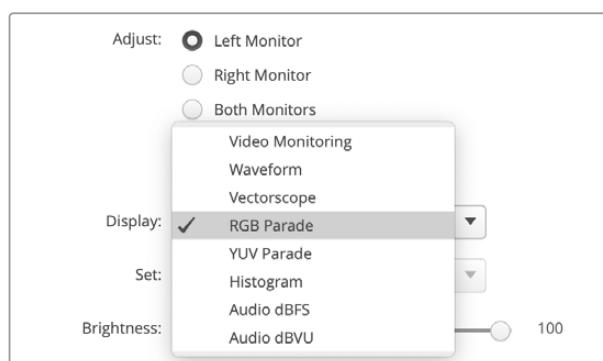 Adjust: Left Monitor
Right Monitor
Both Monitors
Video Monitoring
Waveform
Vectorscope
Display: RGB Parade
YUV Parade
Set: Histogram
Audio dBFS
Brightness: 100
Audio dBVU